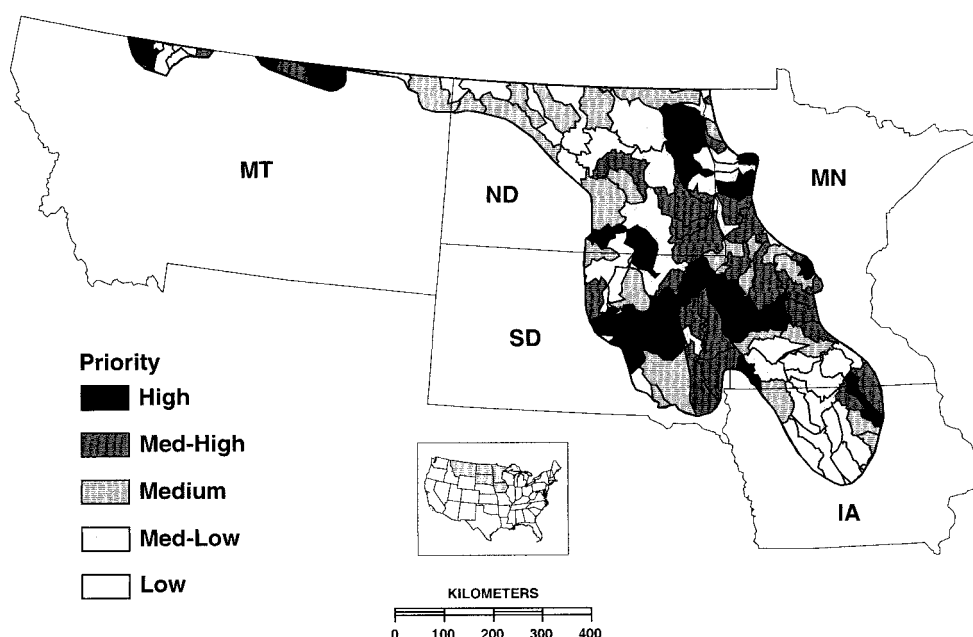 MT
ND
MN
SD
IA
Priority
High
Med-High
Medium
Med-Low
Low
KILOMETERS
0 100 200 300 400